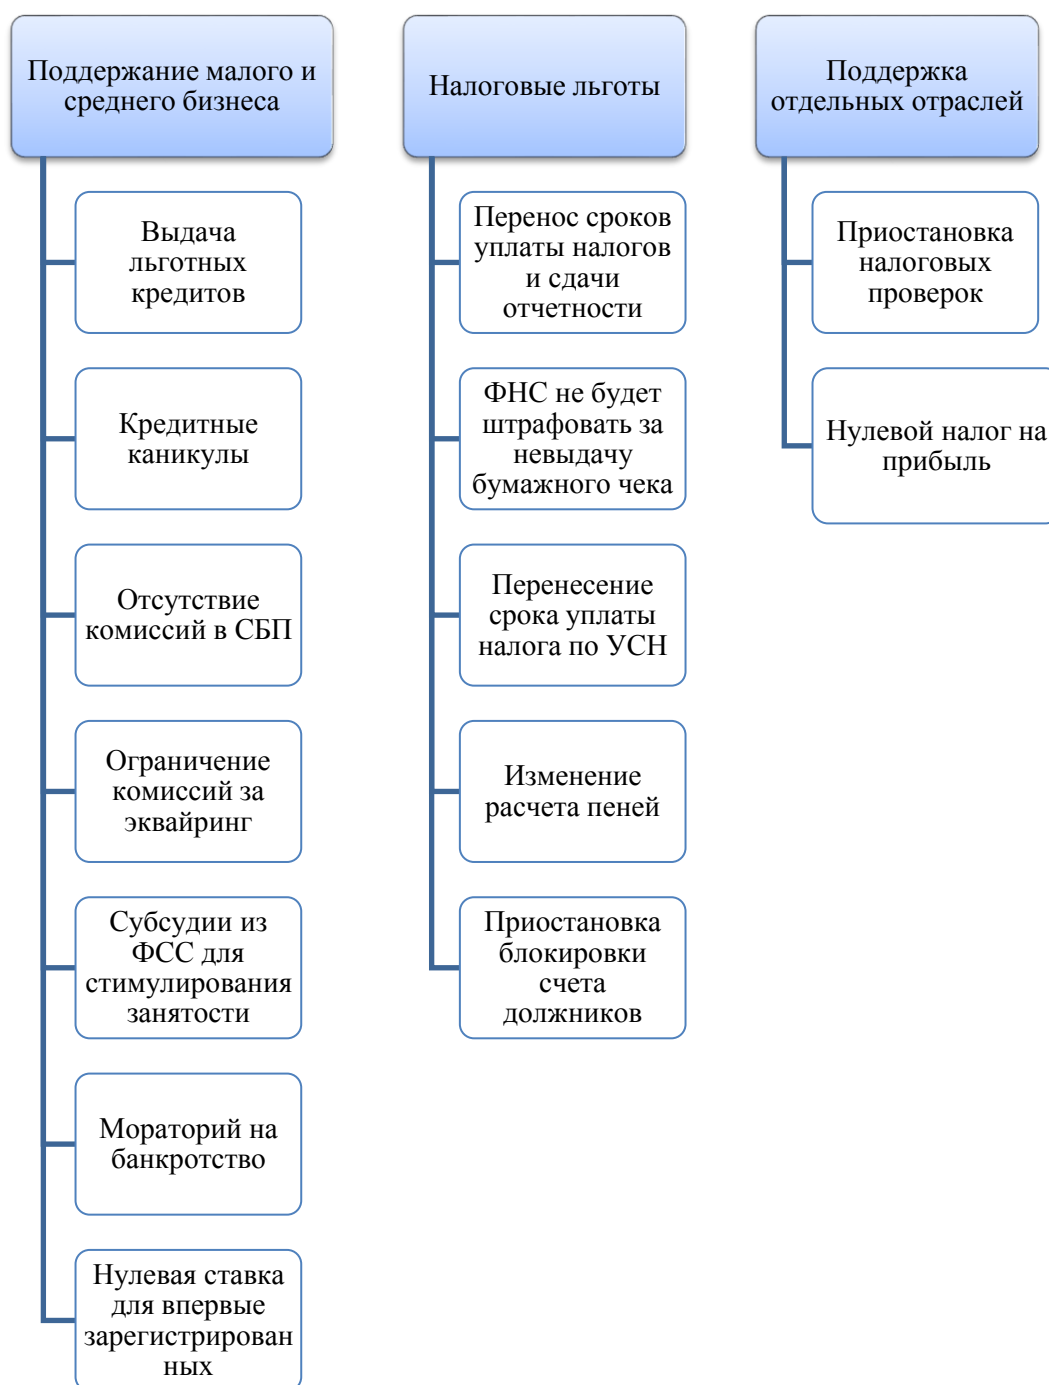 Поддержание малого и
среднего бизнеса
Выдача
льготных
кредитов
Кредитные
каникулы
Отсутствие
комиссий в СБП
Ограничение
комиссий за
эквайринг
Субсудии из
ФСС для
стимулирования
занятости
Мораторий на
банкротство
Нулевая ставка
для впервые
зарегистрирован
ных
Налоговые льготы
Перенос сроков
уплаты налогов
и сдачи
отчетности
ФНС не будет
штрафовать за
невыдачу
бумажного чека
Перенесение
срока уплаты
налога по УСН
Изменение
расчета пеней
Приостановка
блокировки
счета
должников
Поддержка
отдельных отраслей
Приостановка
налоговых
проверок
Нулевой налог на
прибыль